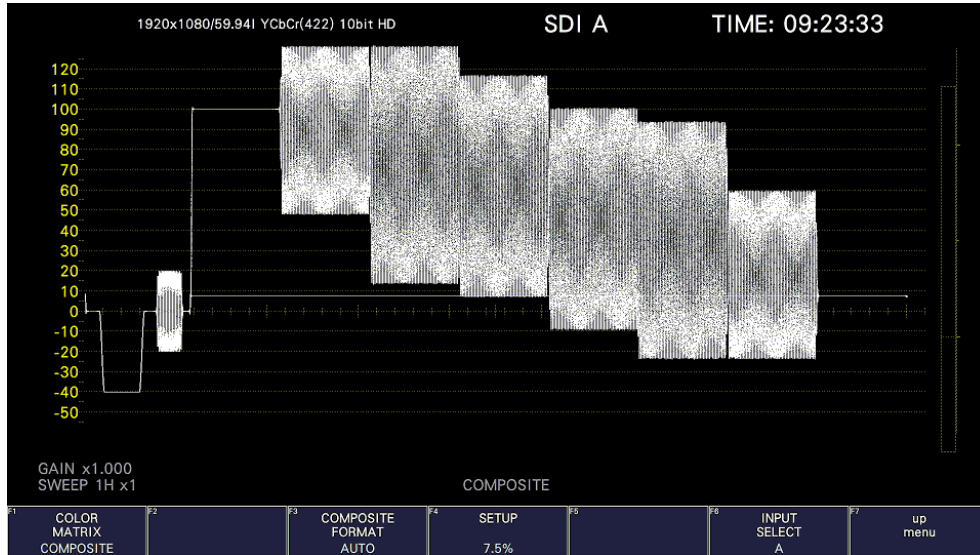 1920x1080/59.94I YCbCr(422) 10bit HD
SDI A
TIME: 09:23:33
120
110
100
90
80
70
60
50
40
30
20
10
0
-10
-20
-30
-40
-50
GAIN x1.000
SWEEP 1H x1
COMPOSITE
F1
COLOR
MATRIX
COMPOSITE
F2
F3
COMPOSITE
FORMAT
AUTO
F4
SETUP
7.5%
F5
F6
INPUT
SELECT
A
F7
up
menu